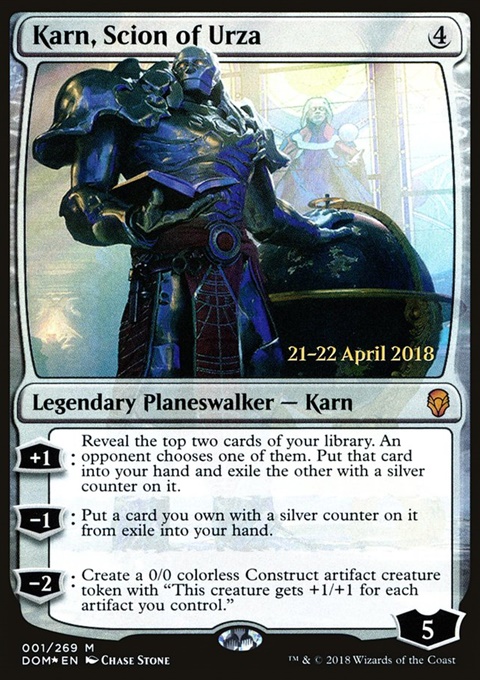 Karn, Scion of Urza 4
21–22 April 2018
Legendary Planeswalker — Karn
+1: Reveal the top two cards of your library. An
opponent chooses one of them. Put that card
into your hand and exile the other with a silver
counter on it.
−1: Put a card you own with a silver counter on it
from exile into your hand.
−2: Create a 0/0 colorless Construct artifact creature
token with “This creature gets +1/+1 for each
artifact you control.”
5
001/269 M
DOM★EN Chase Stone
™ & © 2018 Wizards of the Coast